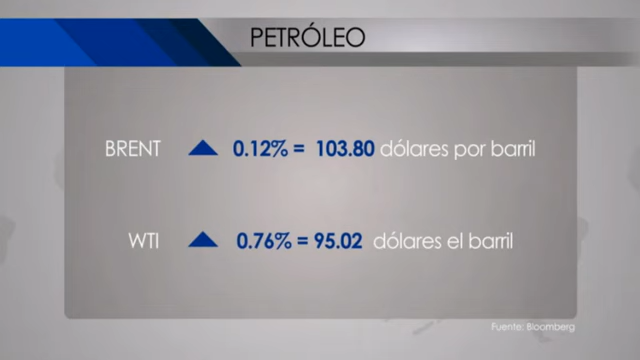 PETRÓLEO
BRENT ▲ 0.12% = 103.80 dólares por barril
WTI ▲ 0.76% = 95.02 dólares el barril
Fuente: Bloomberg